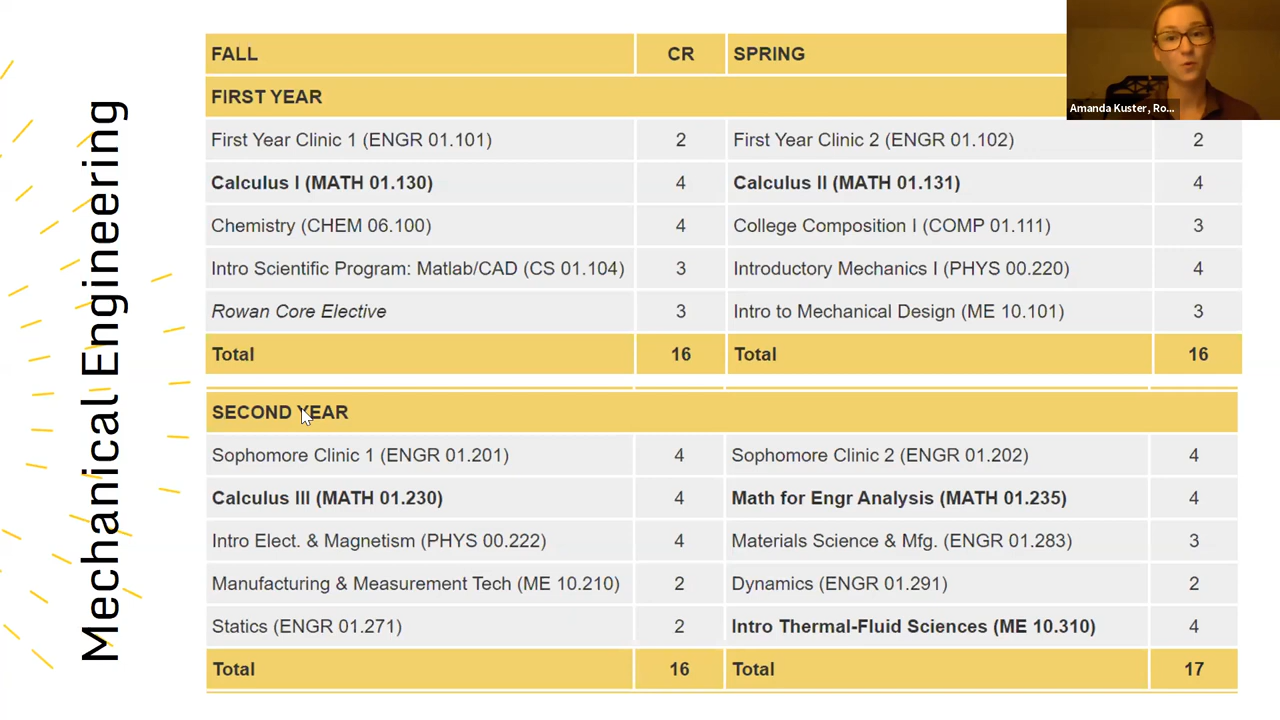 Mechanical Engineering
FALL CR SPRING
FIRST YEAR
First Year Clinic 1 (ENGR 01.101) 2 First Year Clinic 2 (ENGR 01.102) 2
Calculus I (MATH 01.130) 4 Calculus II (MATH 01.131) 4
Chemistry (CHEM 06.100) 4 College Composition I (COMP 01.111) 3
Intro Scientific Program: Matlab/CAD (CS 01.104) 3 Introductory Mechanics I (PHYS 00.220) 4
Rowan Core Elective 3 Intro to Mechanical Design (ME 10.101) 3
Total 16 Total 16
SECOND YEAR
Sophomore Clinic 1 (ENGR 01.201) 4 Sophomore Clinic 2 (ENGR 01.202) 4
Calculus III (MATH 01.230) 4 Math for Engr Analysis (MATH 01.235) 4
Intro Elect. & Magnetism (PHYS 00.222) 4 Materials Science & Mfg. (ENGR 01.283) 3
Manufacturing & Measurement Tech (ME 10.210) 2 Dynamics (ENGR 01.291) 2
Statics (ENGR 01.271) 2 Intro Thermal-Fluid Sciences (ME 10.310) 4
Total 16 Total 17
Amanda Kuster, Ro...